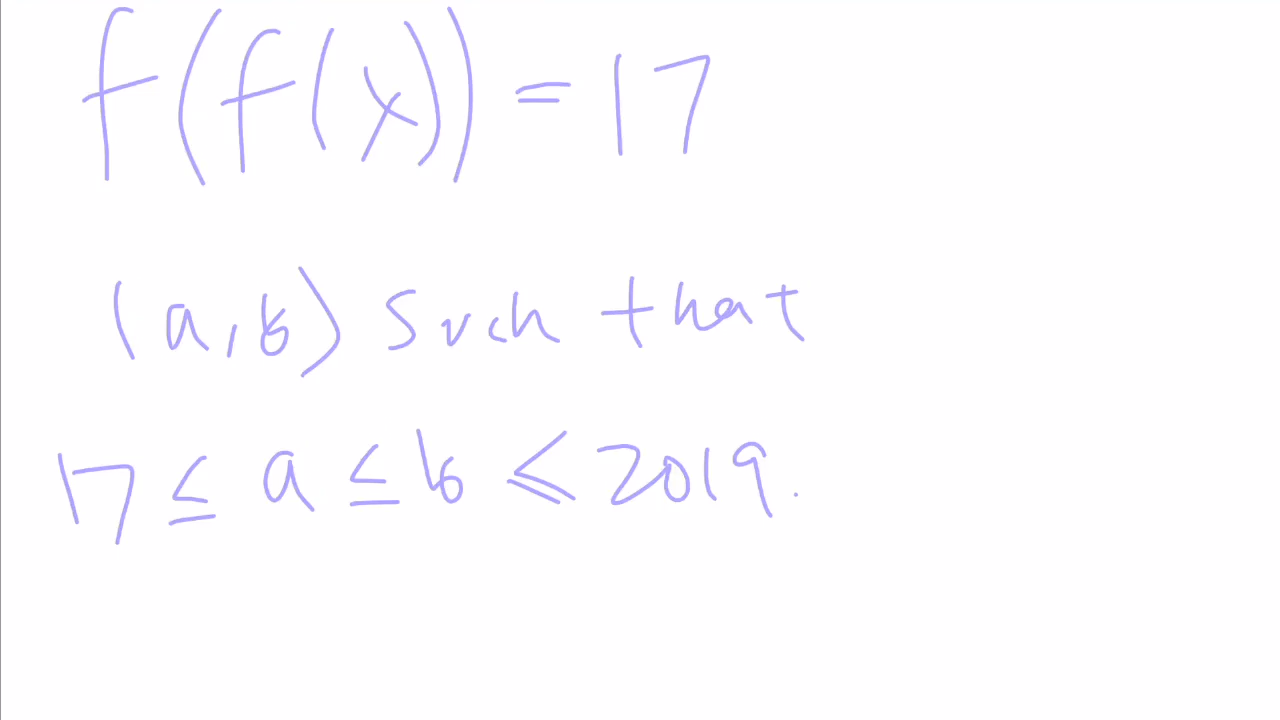 f(f(x)) = 17
(a,b) such that
17 ≤ a ≤ b ≤ 2019.